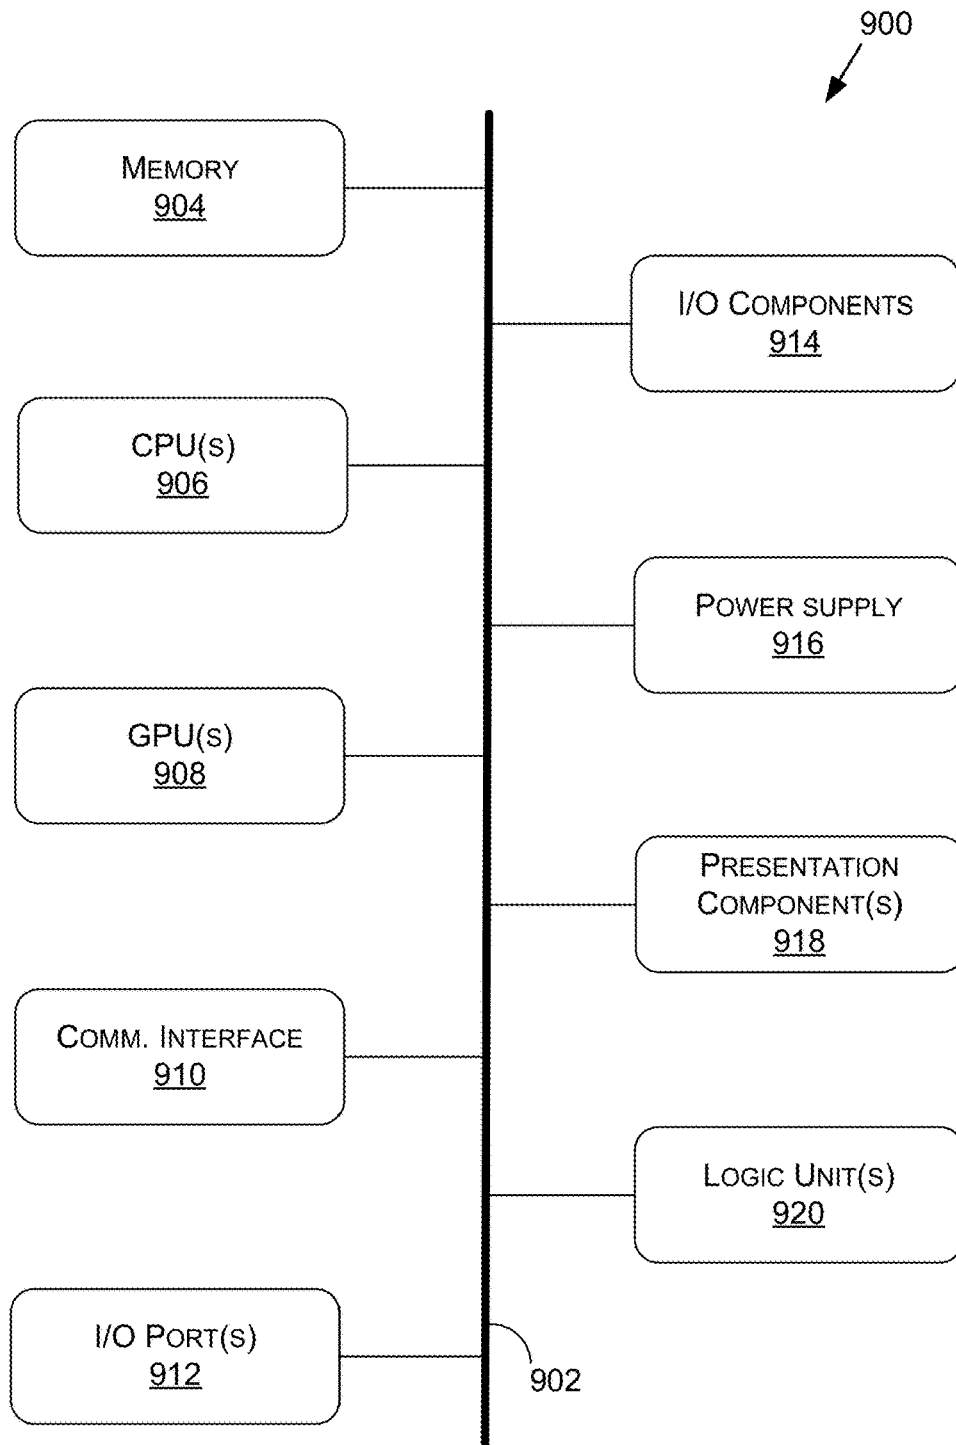 900
MEMORY
904
I/O COMPONENTS
914
CPU(S)
906
POWER SUPPLY
916
GPU(S)
908
PRESENTATION
COMPONENT(S)
918
COMM. INTERFACE
910
LOGIC UNIT(S)
920
I/O PORT(S)
912
902